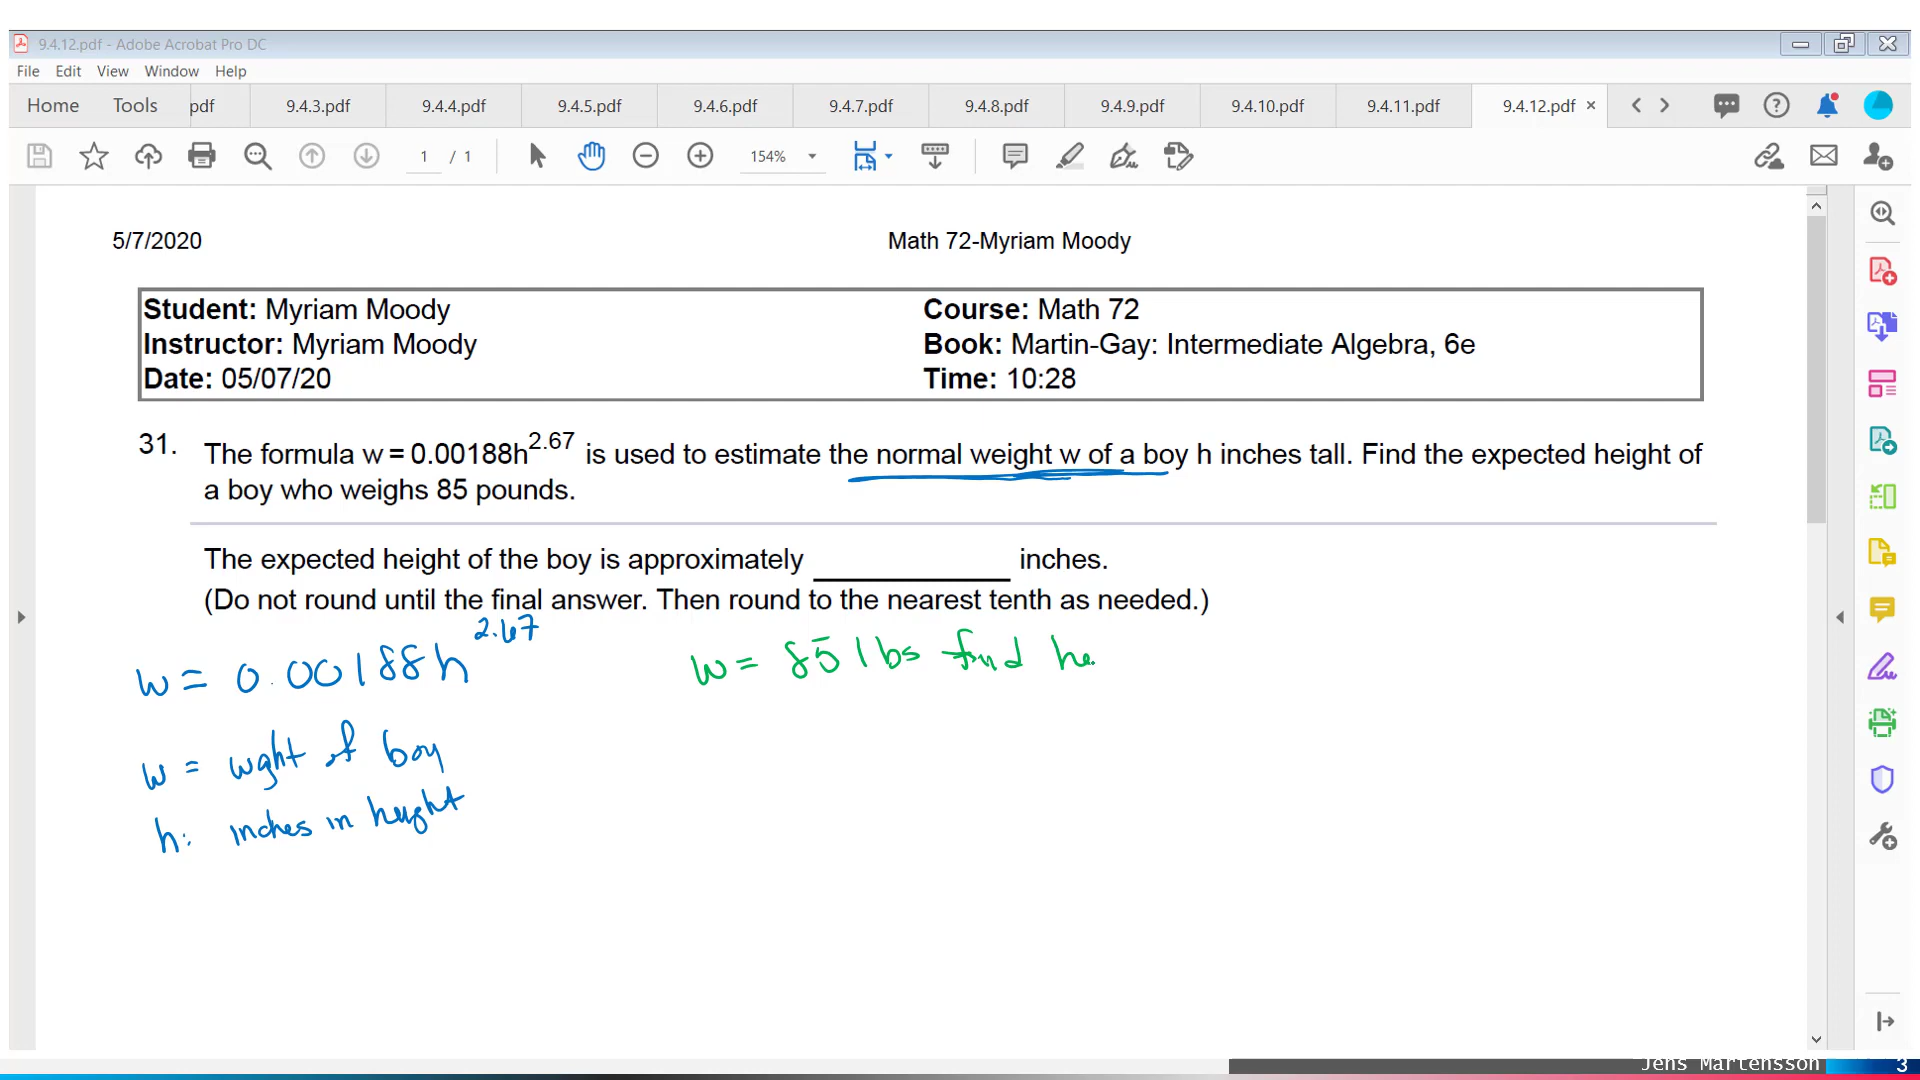 9.4.12.pdf - Adobe Acrobat Pro DC
File Edit View Window Help
Home Tools pdf 9.4.3.pdf 9.4.4.pdf 9.4.5.pdf 9.4.6.pdf 9.4.7.pdf 9.4.8.pdf 9.4.9.pdf 9.4.10.pdf 9.4.11.pdf 9.4.12.pdf ×
1 / 1 154%
5/7/2020 Math 72-Myriam Moody
Student: Myriam Moody Course: Math 72
Instructor: Myriam Moody Book: Martin-Gay: Intermediate Algebra, 6e
Date: 05/07/20 Time: 10:28
31. The formula w = 0.00188h^2.67 is used to estimate the normal weight w of a boy h inches tall. Find the expected height of
a boy who weighs 85 pounds.
The expected height of the boy is approximately ____________ inches.
(Do not round until the final answer. Then round to the nearest tenth as needed.)
w = 0.00188h^2.67 w = 85 lbs find he
w = wght of boy
h: inches in height
Jens Martensson 3